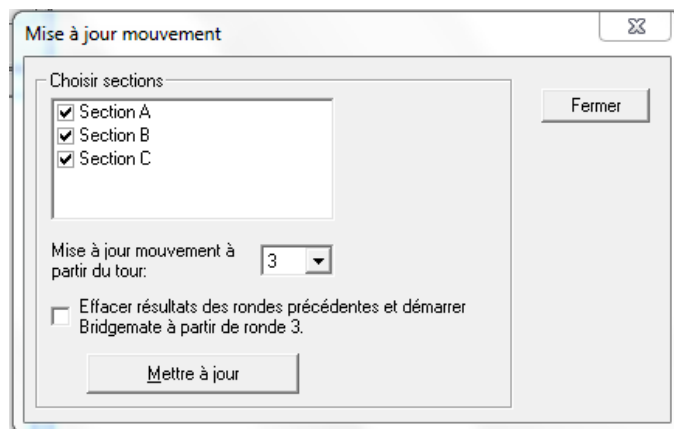 Mise à jour mouvement
Choisir sections
Section A
Section B
Section C
Fermer
Mise à jour mouvement à
partir du tour:
3
Effacer résultats des rondes précédentes et démarrer
Bridgemate à partir de ronde 3.
Mettre à jour